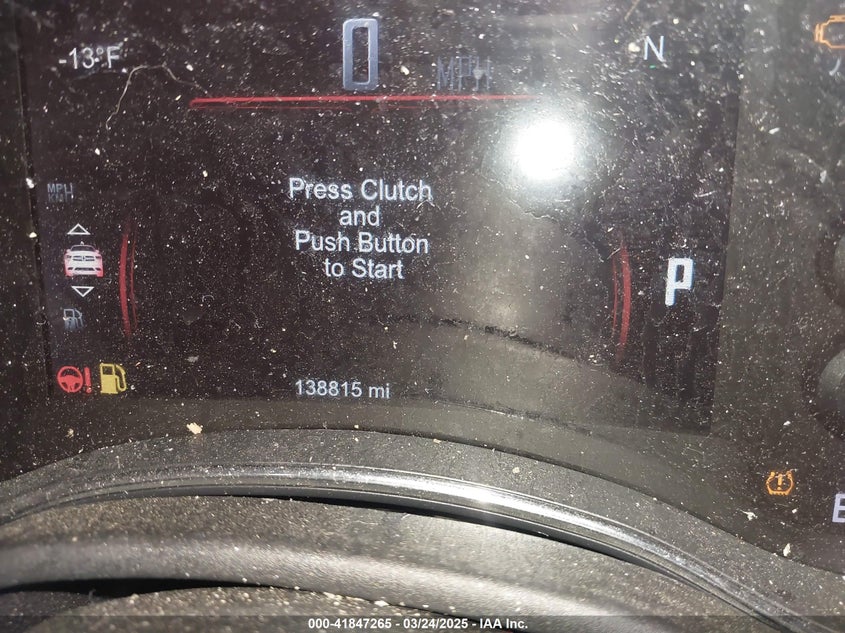 -13°F
0
MPH
N
MPH
Press Clutch
and
Push Button
to Start
P
138815 mi
E
000-41847265 - 03/24/2025 - IAA Inc.